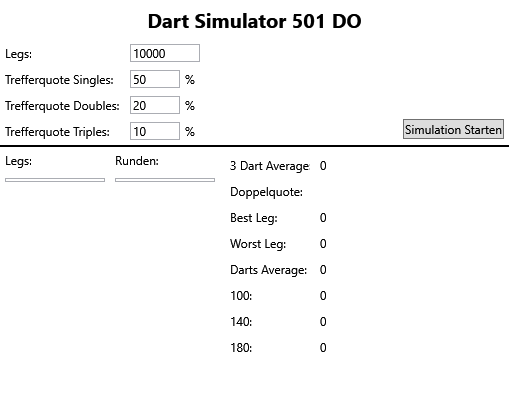 Dart Simulator 501 DO
Legs: 10000
Trefferquote Singles: 50 %
Trefferquote Doubles: 20 %
Trefferquote Triples: 10 %
Simulation Starten
Legs: Runden:
3 Dart Average 0
Doppelquote:
Best Leg: 0
Worst Leg: 0
Darts Average: 0
100: 0
140: 0
180: 0